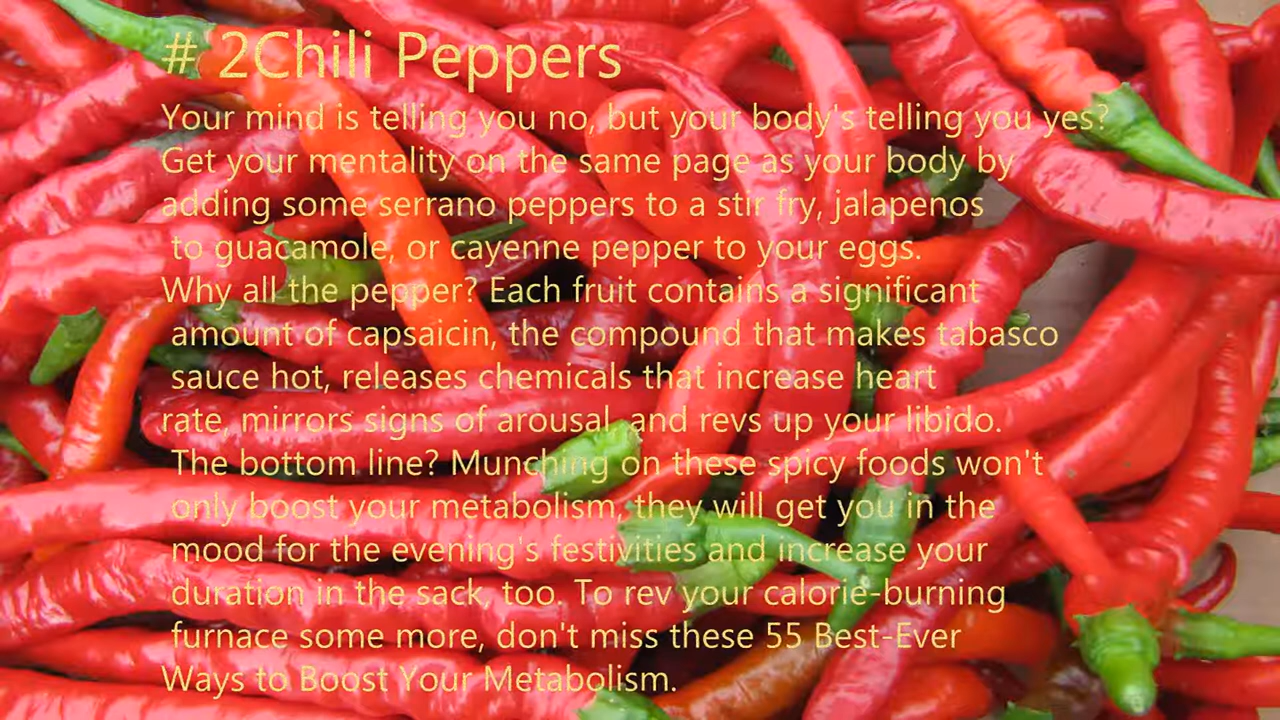 # 2Chili Peppers
Your mind is telling you no, but your body's telling you yes?
Get your mentality on the same page as your body by
adding some serrano peppers to a stir fry, jalapenos
to guacamole, or cayenne pepper to your eggs.
Why all the pepper? Each fruit contains a significant
amount of capsaicin, the compound that makes tabasco
sauce hot, releases chemicals that increase heart
rate, mirrors signs of arousal, and revs up your libido.
The bottom line? Munching on these spicy foods won't
only boost your metabolism, they will get you in the
mood for the evening's festivities and increase your
duration in the sack, too. To rev your calorie-burning
furnace some more, don't miss these 55 Best-Ever
Ways to Boost Your Metabolism.